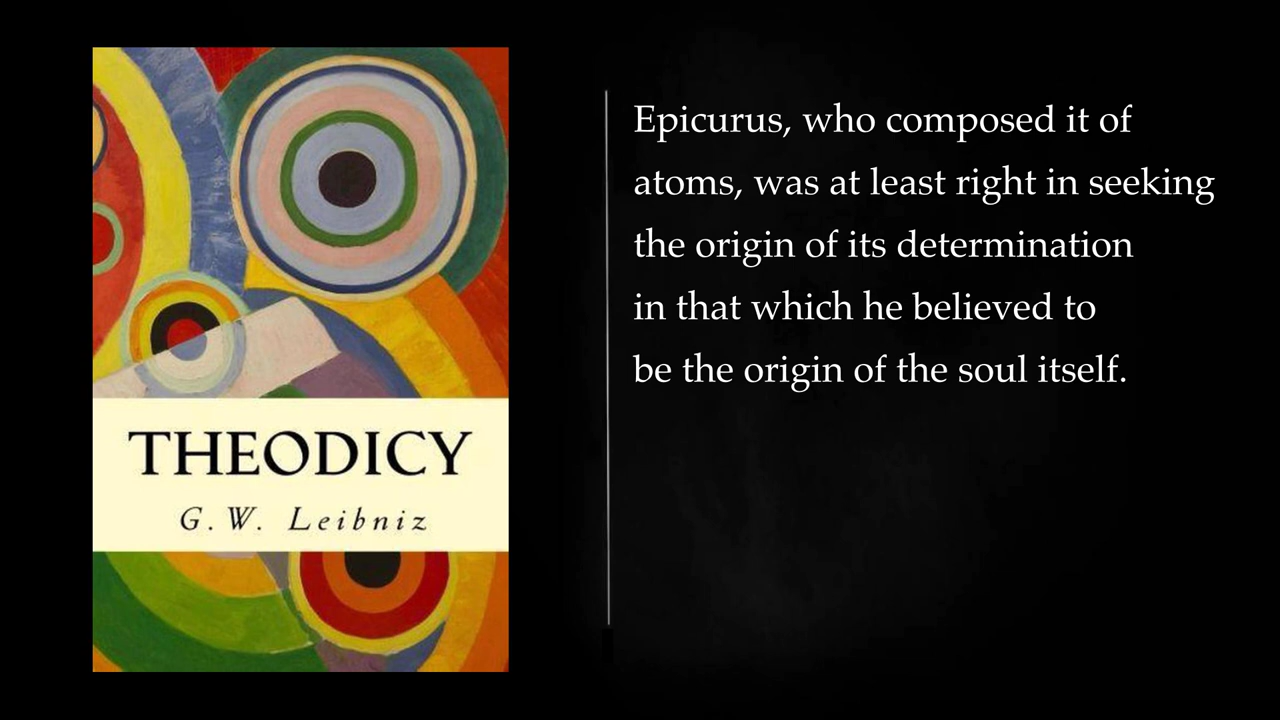 THEODICY
G. W. Leibniz
Epicurus, who composed it of
atoms, was at least right in seeking
the origin of its determination
in that which he believed to
be the origin of the soul itself.